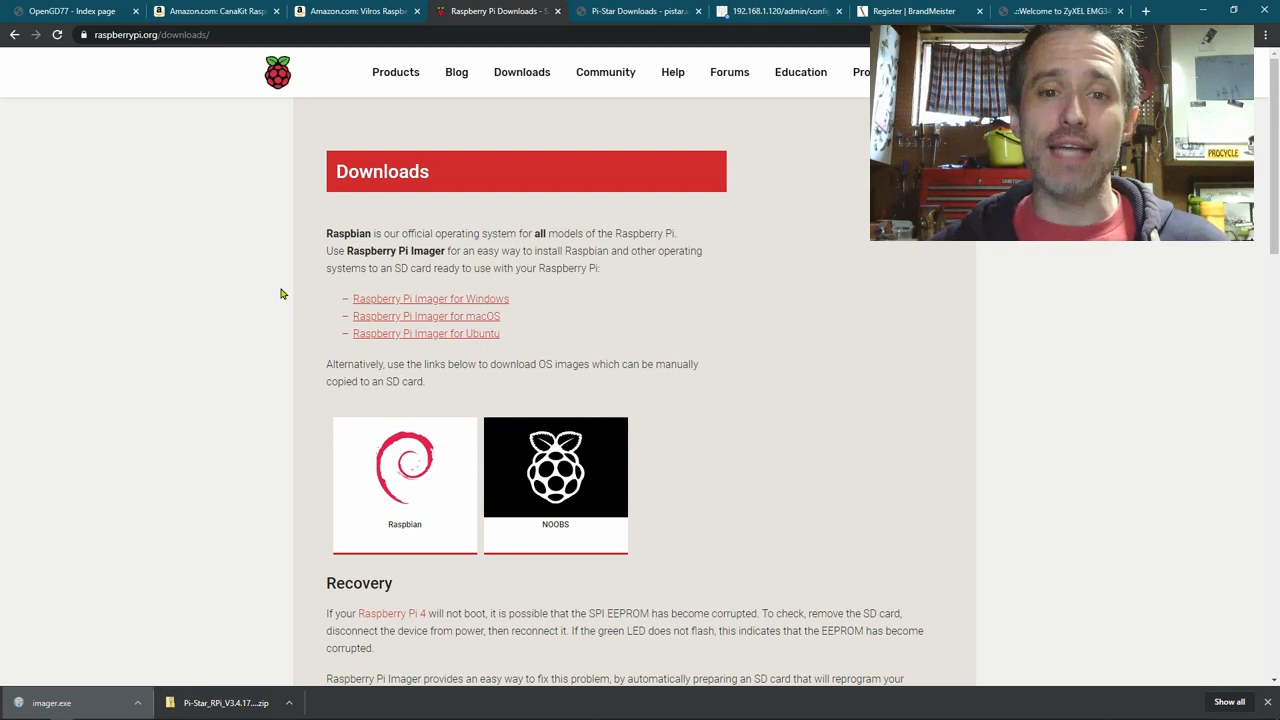 OpenGD77 - Index page
Amazon.com: CanaKit Rasp
Amazon.com: Vilros Raspbe
Raspberry Pi Downloads - S
Pi-Star Downloads - pistar.
192.168.1.120/admin/config
Register | BrandMeister
.::Welcome to ZyXEL EMG34
raspberrypi.org/downloads/
Products
Blog
Downloads
Community
Help
Forums
Education
Pro
PROCYCLE
Downloads
Raspbian is our official operating system for all models of the Raspberry Pi.
Use Raspberry Pi Imager for an easy way to install Raspbian and other operating
systems to an SD card ready to use with your Raspberry Pi:
– Raspberry Pi Imager for Windows
– Raspberry Pi Imager for macOS
– Raspberry Pi Imager for Ubuntu
Alternatively, use the links below to download OS images which can be manually
copied to an SD card.
Raspbian
NOOBS
Recovery
If your Raspberry Pi 4 will not boot, it is possible that the SPI EEPROM has become corrupted. To check, remove the SD card,
disconnect the device from power, then reconnect it. If the green LED does not flash, this indicates that the EEPROM has become
corrupted.
Raspberry Pi Imager provides an easy way to fix this problem, by automatically preparing an SD card that will reprogram your
imager.exe
Pi-Star_RPi_V3.4.17....zip
Show all